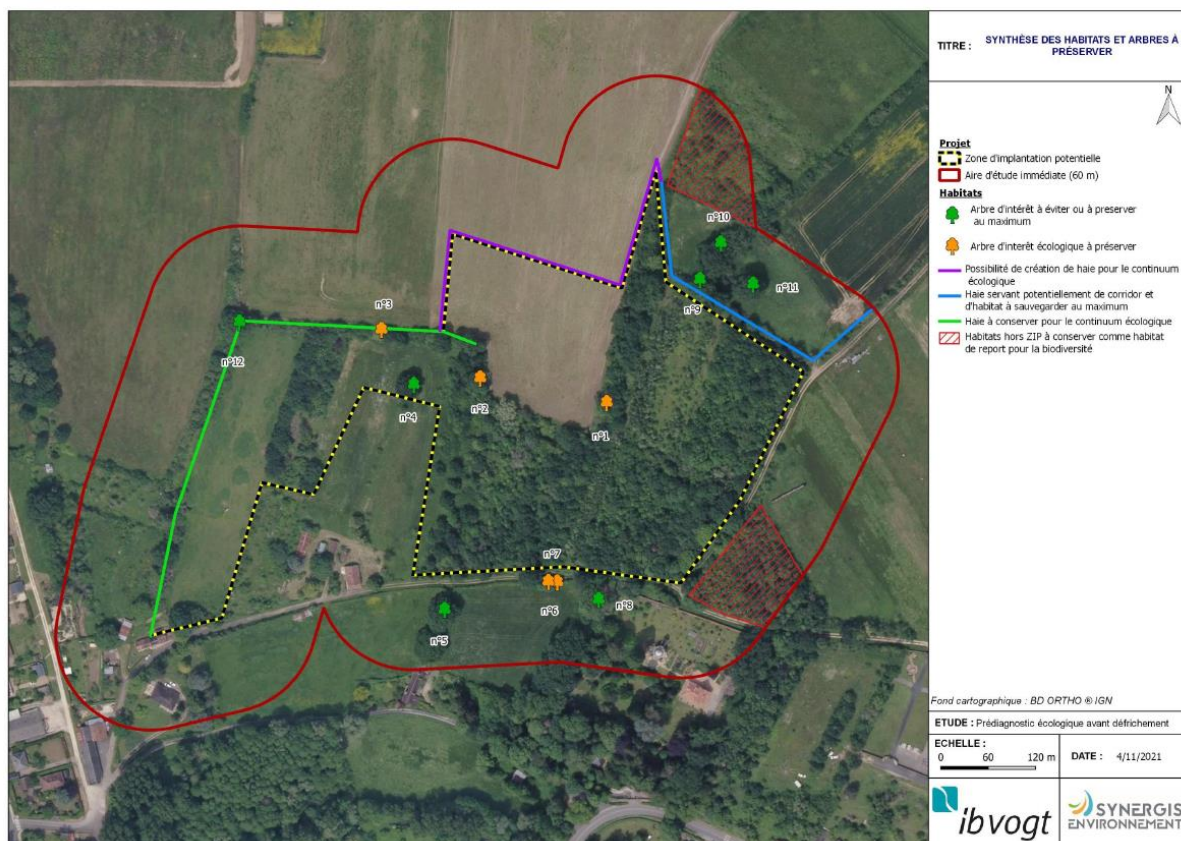 TITRE : SYNTHÈSE DES HABITATS ET ARBRES À
PRÉSERVER
N
Projet
Zone d'implantation potentielle
Aire d'étude immédiate (60 m)
Habitats
Arbre d'intérêt à éviter ou à preserver
au maximum
Arbre d'interêt écologique à préserver
Possibilité de création de haie pour le continuum
écologique
Haie servant potentiellement de corridor et
d'habitat à sauvegarder au maximum
Haie à conserver pour le continuum écologique
Habitats hors ZIP à conserver comme habitat
de report pour la biodiversité
n°10
n°11
n°9
n°3
n°12
n°4
n°2
n°1
n°7
n°6
n°8
n°5
Fond cartographique : BD ORTHO ® IGN
ETUDE : Prédiagnostic écologique avant défrichement
ECHELLE :
0 60 120 m
DATE : 4/11/2021
ib vogt
SYNERGIS
ENVIRONNEMENT